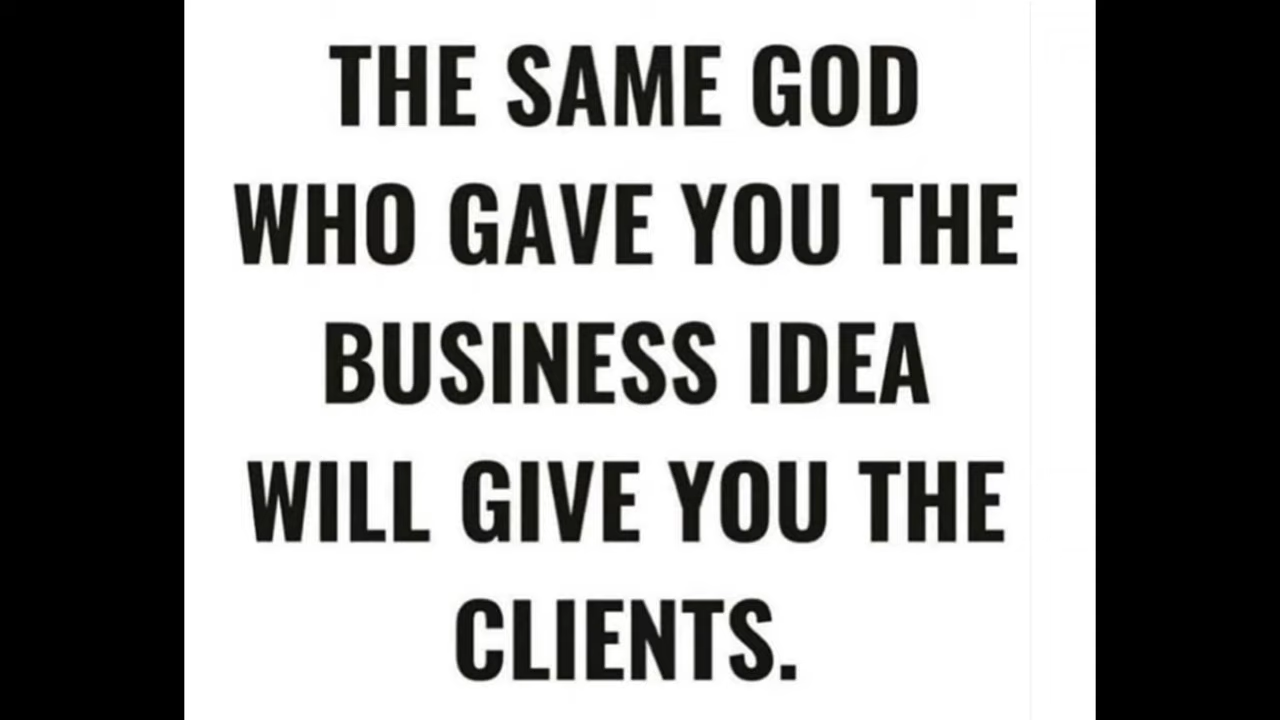 THE SAME GOD
WHO GAVE YOU THE
BUSINESS IDEA
WILL GIVE YOU THE
CLIENTS.